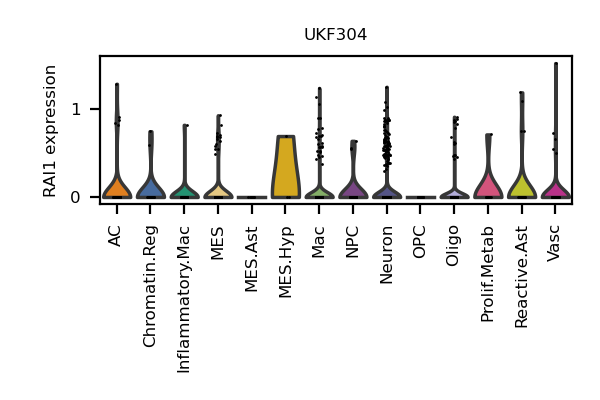 UKF304
RAI1 expression
1
0
AC
Chromatin.Reg
Inflammatory.Mac
MES
MES.Ast
MES.Hyp
Mac
NPC
Neuron
OPC
Oligo
Prolif.Metab
Reactive.Ast
Vasc